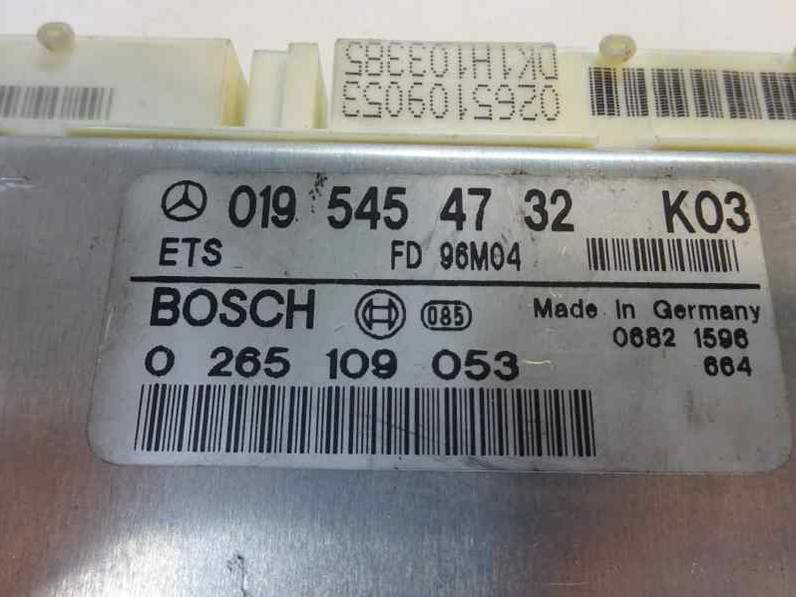 DK1H103385
0265109053
019 545 47 32 K03
ETS FD 96M04
BOSCH 085 Made in Germany
0682 1596
0 265 109 053 664